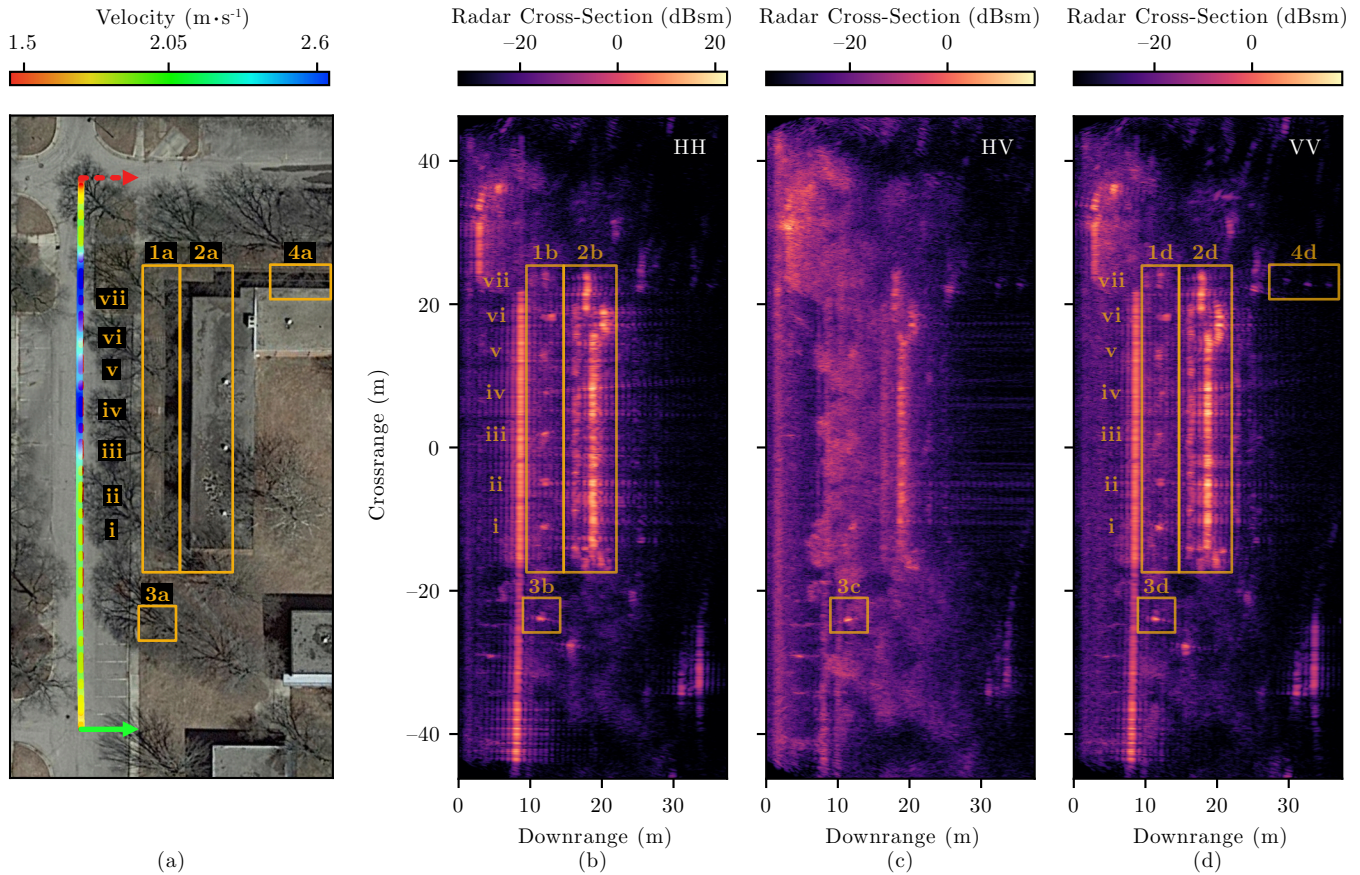 Velocity (m·s⁻¹)
1.5 2.05 2.6
1a 2a 4a
vii
vi
v
iv
iii
ii
i
3a
(a)
Radar Cross-Section (dBsm)
−20 0 20
HH
Crossrange (m)
40
20
0
−20
−40
1b 2b
vii
vi
v
iv
iii
ii
i
3b
0 10 20 30
Downrange (m)
(b)
Radar Cross-Section (dBsm)
−20 0
HV
3c
0 10 20 30
Downrange (m)
(c)
Radar Cross-Section (dBsm)
−20 0
VV
1d 2d 4d
vii
vi
v
iv
iii
ii
i
3d
0 10 20 30
Downrange (m)
(d)